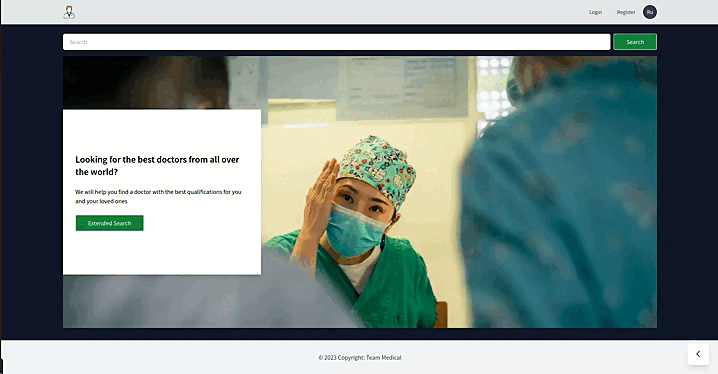 Login Register Ru
Search Search
Looking for the best doctors from all over
the world?
We will help you find a doctor with the best qualifications for you
and your loved ones
Extended Search
© 2023 Copyright: Team Medical